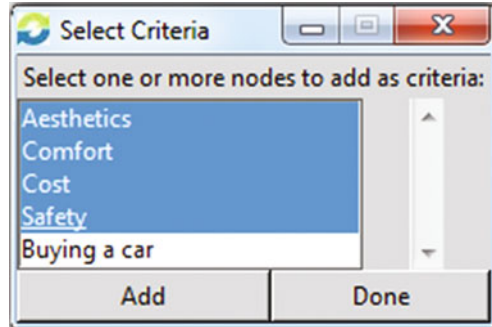 Select Criteria
Select one or more nodes to add as criteria:
Aesthetics
Comfort
Cost
Safety
Buying a car
Add Done